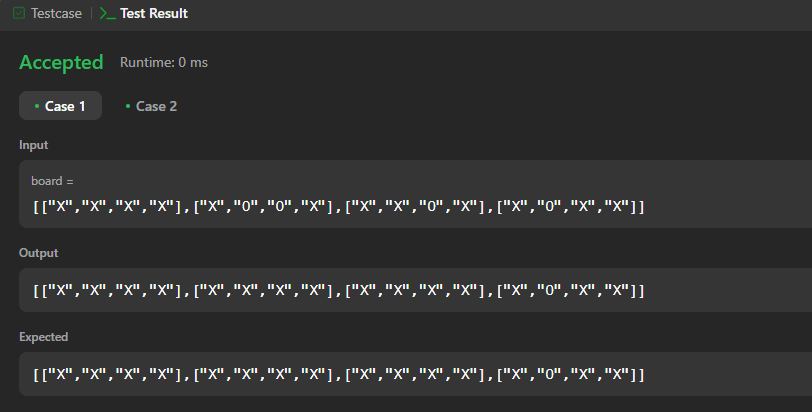 Testcase | >_ Test Result
Accepted Runtime: 0 ms
• Case 1 • Case 2
Input
board =
[["X","X","X","X"],["X","O","O","X"],["X","X","O","X"],["X","O","X","X"]]
Output
[["X","X","X","X"],["X","X","X","X"],["X","X","X","X"],["X","O","X","X"]]
Expected
[["X","X","X","X"],["X","X","X","X"],["X","X","X","X"],["X","O","X","X"]]